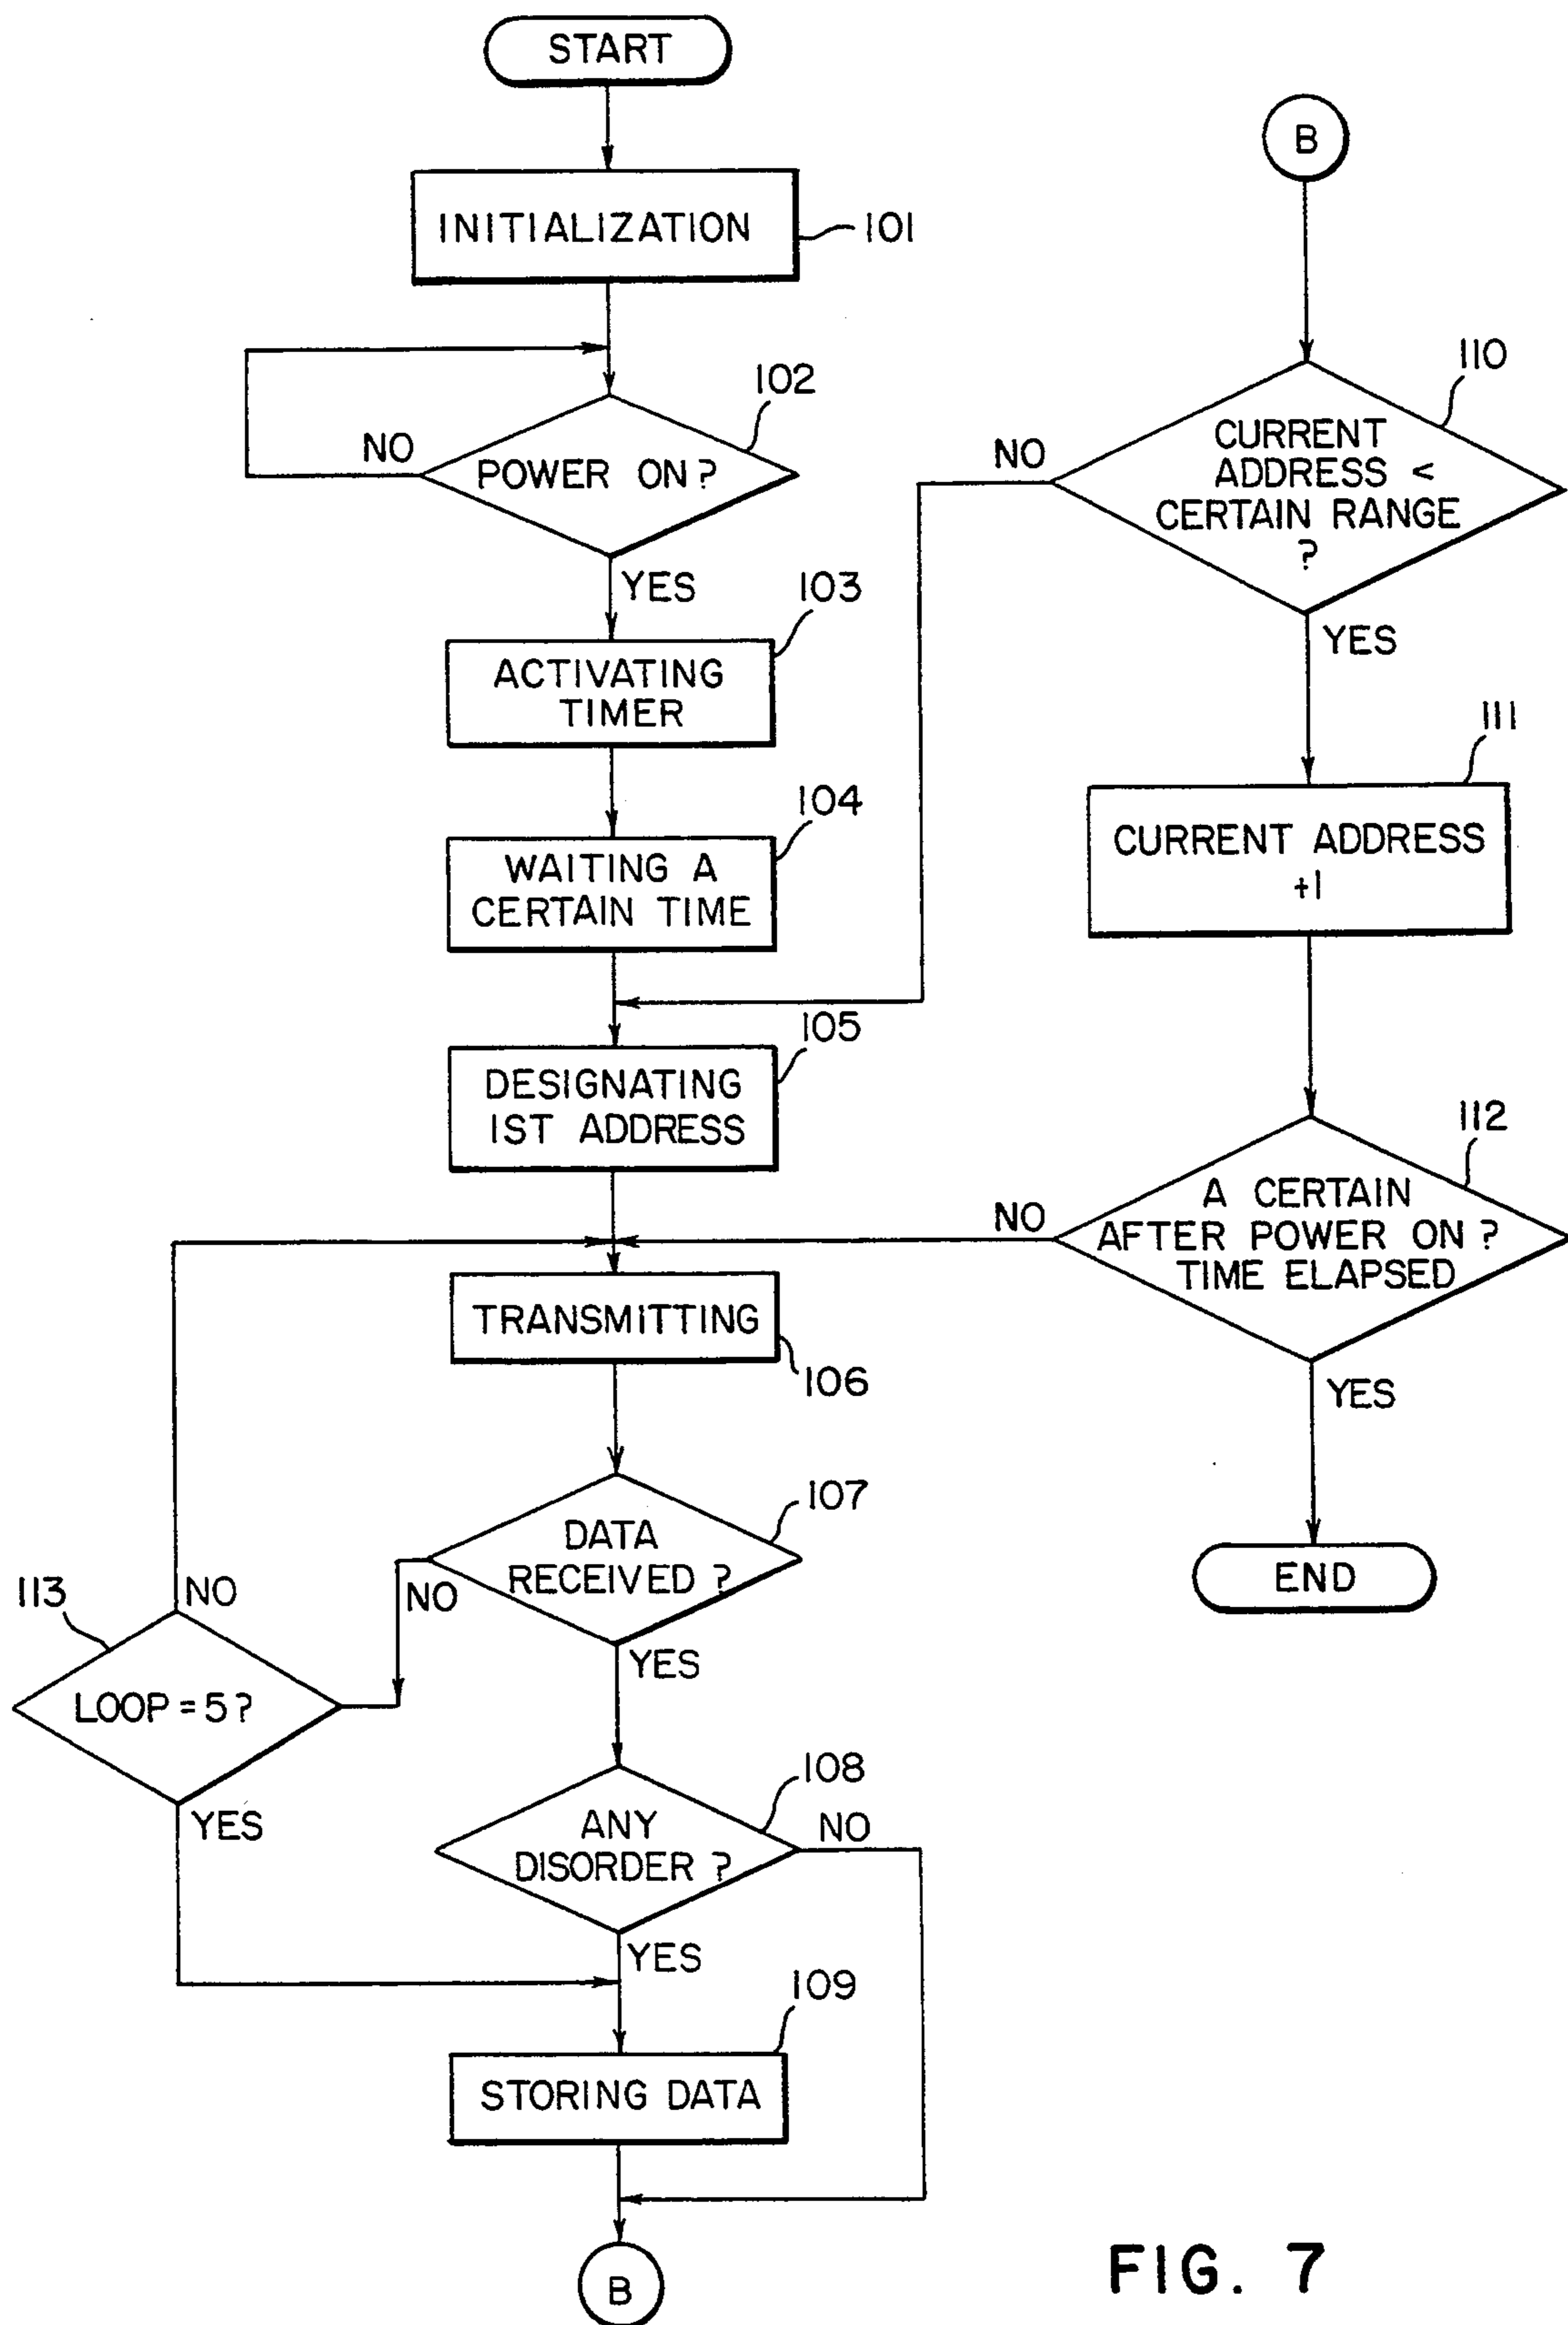 START
INITIALIZATION
101
102
NO
POWER ON?
YES
103
ACTIVATING
TIMER
104
WAITING A
CERTAIN TIME
105
DESIGNATING
1ST ADDRESS
TRANSMITTING
106
107
DATA
RECEIVED ?
NO
YES
113
NO
LOOP = 5?
YES
108
ANY
DISORDER ?
NO
YES
109
STORING DATA
B
B
110
CURRENT
ADDRESS <
CERTAIN RANGE
?
NO
YES
111
CURRENT ADDRESS
+1
112
A CERTAIN
AFTER POWER ON ?
TIME ELAPSED
NO
YES
END
FIG. 7